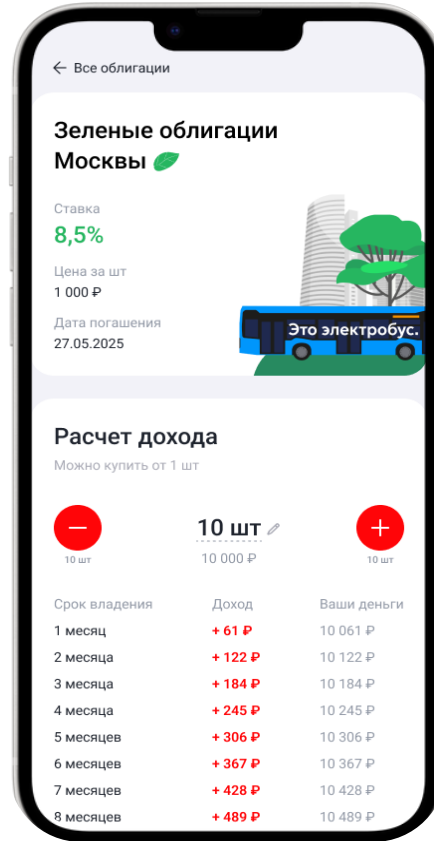 ← Все облигации
Зеленые облигации
Москвы
Ставка
8,5%
Цена за шт
1 000 ₽
Дата погашения
27.05.2025
Это электробус.
Расчет дохода
Можно купить от 1 шт
10 шт
10 000 ₽
10 шт
10 шт
Срок владения Доход Ваши деньги
1 месяц + 61 ₽ 10 061 ₽
2 месяца + 122 ₽ 10 122 ₽
3 месяца + 184 ₽ 10 184 ₽
4 месяца + 245 ₽ 10 245 ₽
5 месяцев + 306 ₽ 10 306 ₽
6 месяцев + 367 ₽ 10 367 ₽
7 месяцев + 428 ₽ 10 428 ₽
8 месяцев + 489 ₽ 10 489 ₽